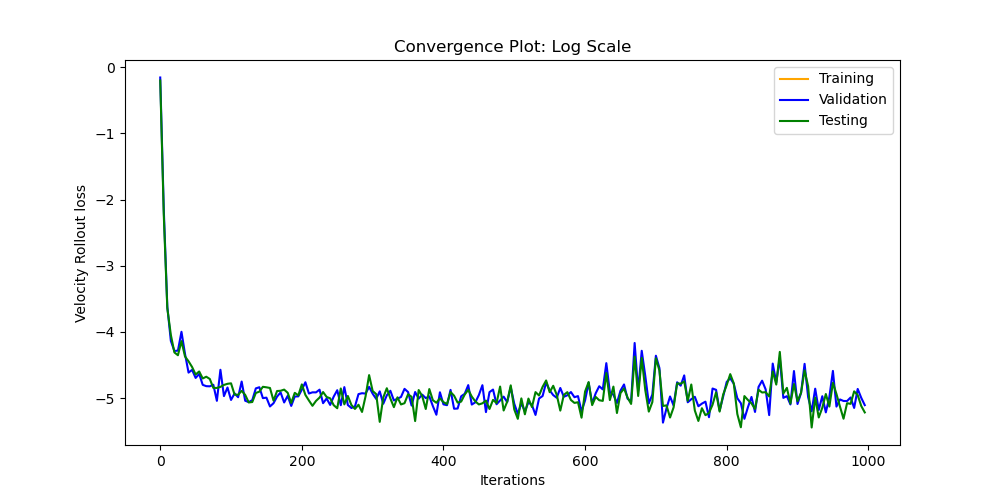 Convergence Plot: Log Scale
Training
Validation
Testing
Velocity Rollout loss
0
−1
−2
−3
−4
−5
0 200 400 600 800 1000
Iterations